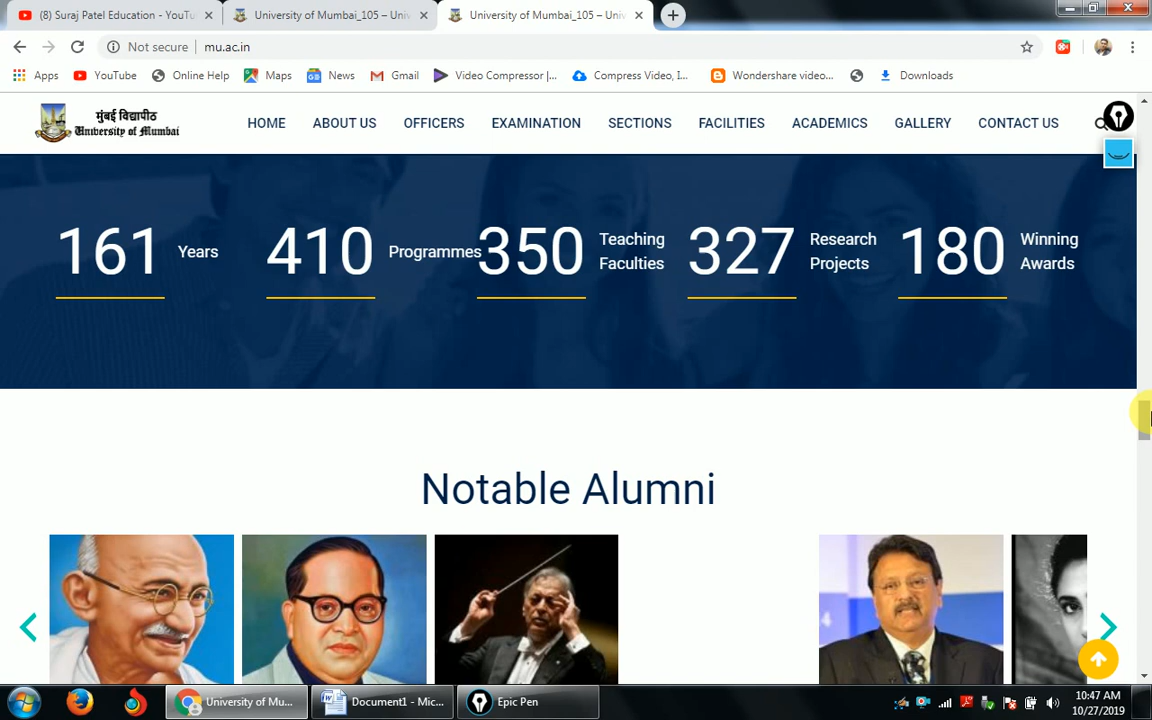 (8) Suraj Patel Education - YouTu
University of Mumbai_105 – Univ
University of Mumbai_105 – Univ
Not secure
mu.ac.in
Apps
YouTube
Online Help
Maps
News
Gmail
Video Compressor |...
Compress Video, I...
Wondershare video...
Downloads
मुंबई विद्यापीठ
University of Mumbai
HOME
ABOUT US
OFFICERS
EXAMINATION
SECTIONS
FACILITIES
ACADEMICS
GALLERY
CONTACT US
161 Years
410 Programmes
350 Teaching
Faculties
327 Research
Projects
180 Winning
Awards
Notable Alumni
University of Mu...
Document1 - Mic...
Epic Pen
10:47 AM
10/27/2019